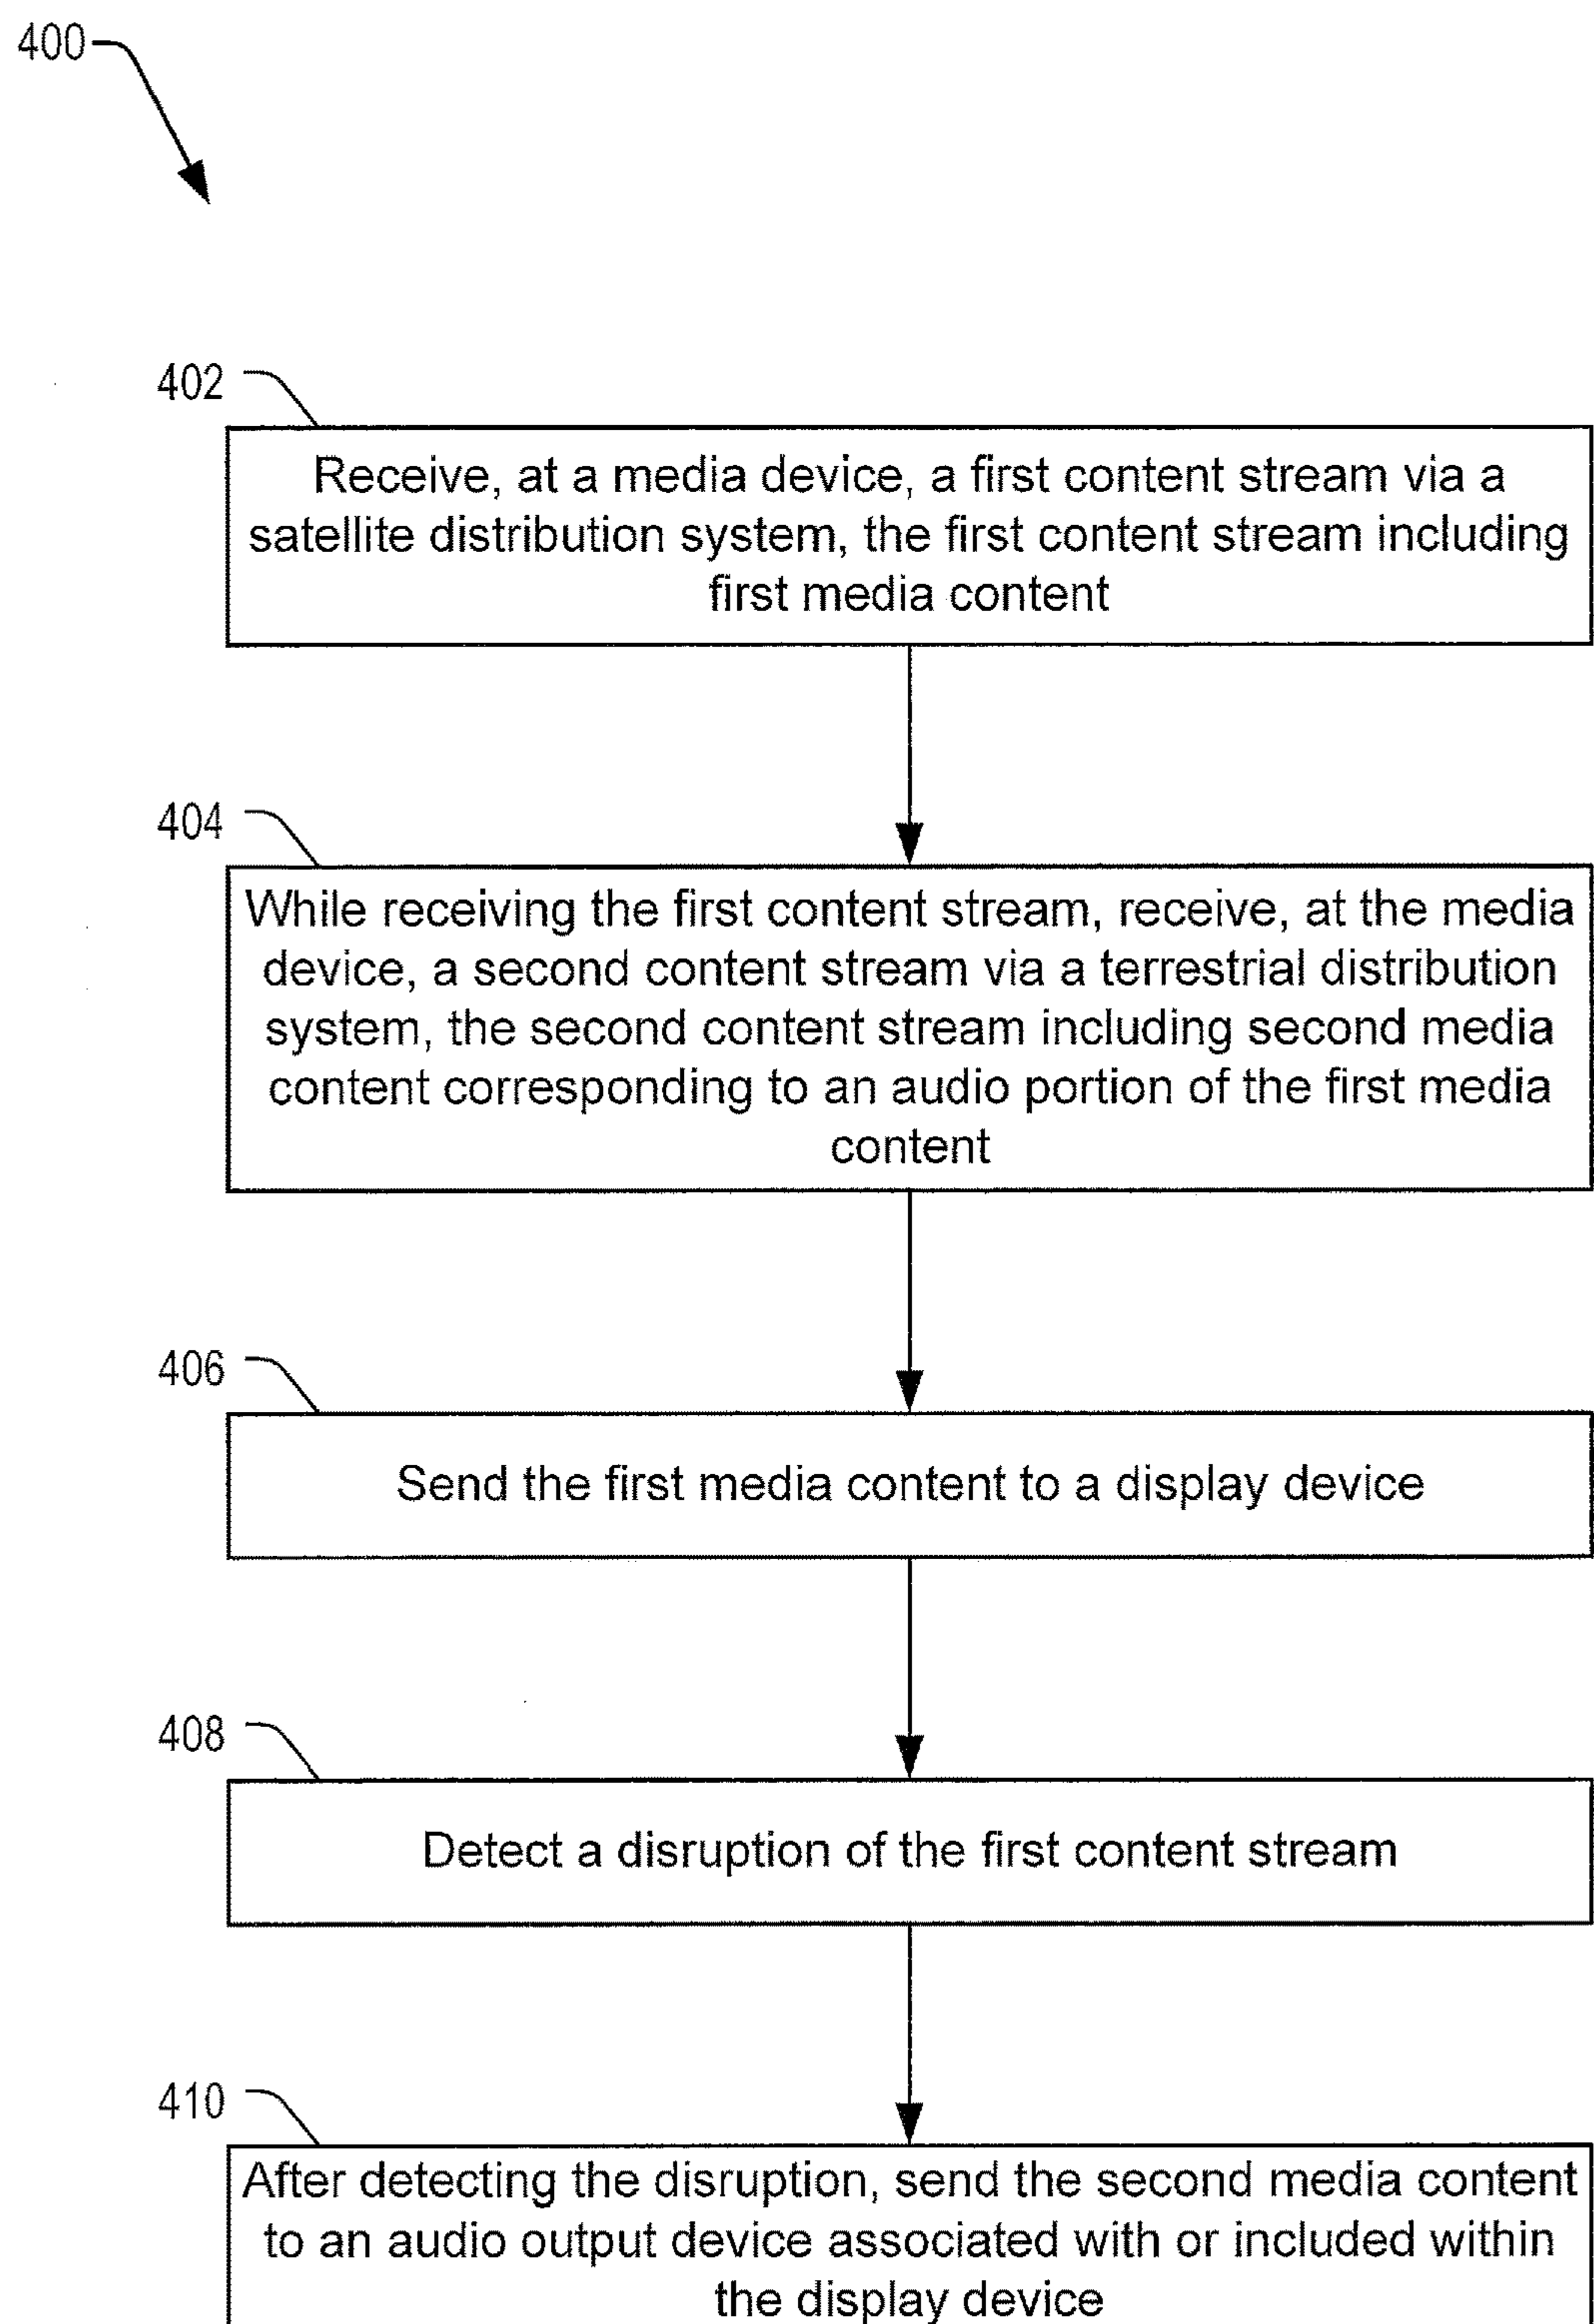 400
402
Receive, at a media device, a first content stream via a
satellite distribution system, the first content stream including
first media content
404
While receiving the first content stream, receive, at the media
device, a second content stream via a terrestrial distribution
system, the second content stream including second media
content corresponding to an audio portion of the first media
content
406
Send the first media content to a display device
408
Detect a disruption of the first content stream
410
After detecting the disruption, send the second media content
to an audio output device associated with or included within
the display device